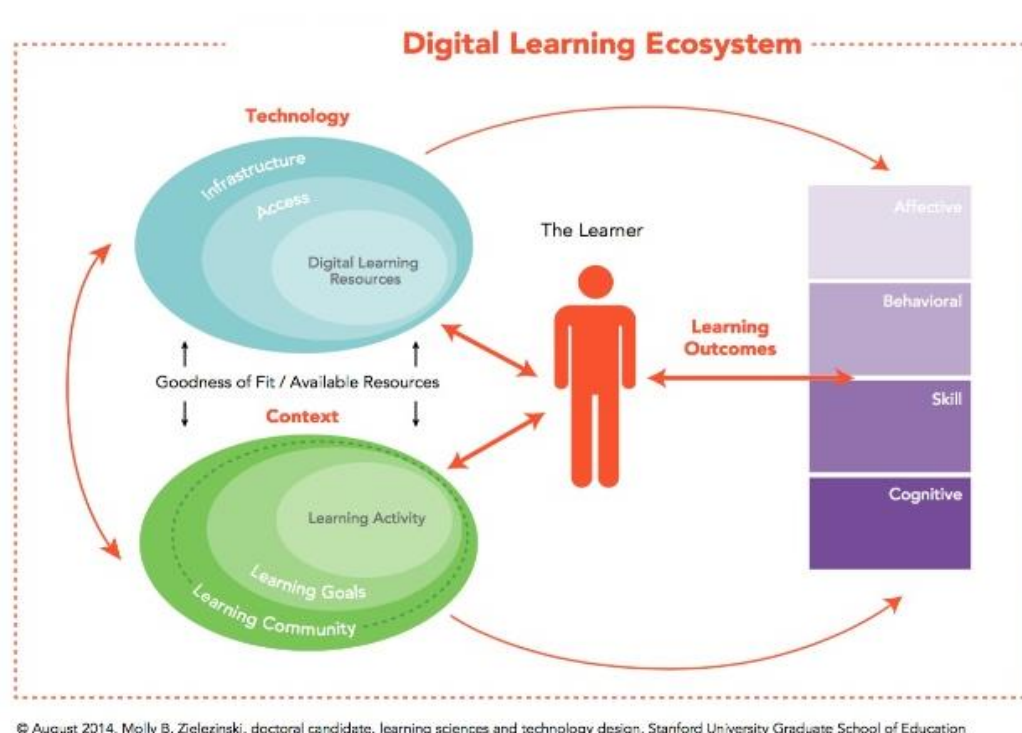 Digital Learning Ecosystem
Technology
Infrastructure
Access
Digital Learning
Resources
The Learner
Learning
Outcomes
Affective
Behavioral
Skill
Cognitive
Goodness of Fit / Available Resources
Context
Learning Activity
Learning Goals
Learning Community
© August 2014, Molly B. Zielezinski, doctoral candidate, learning sciences and technology design, Stanford University Graduate School of Education